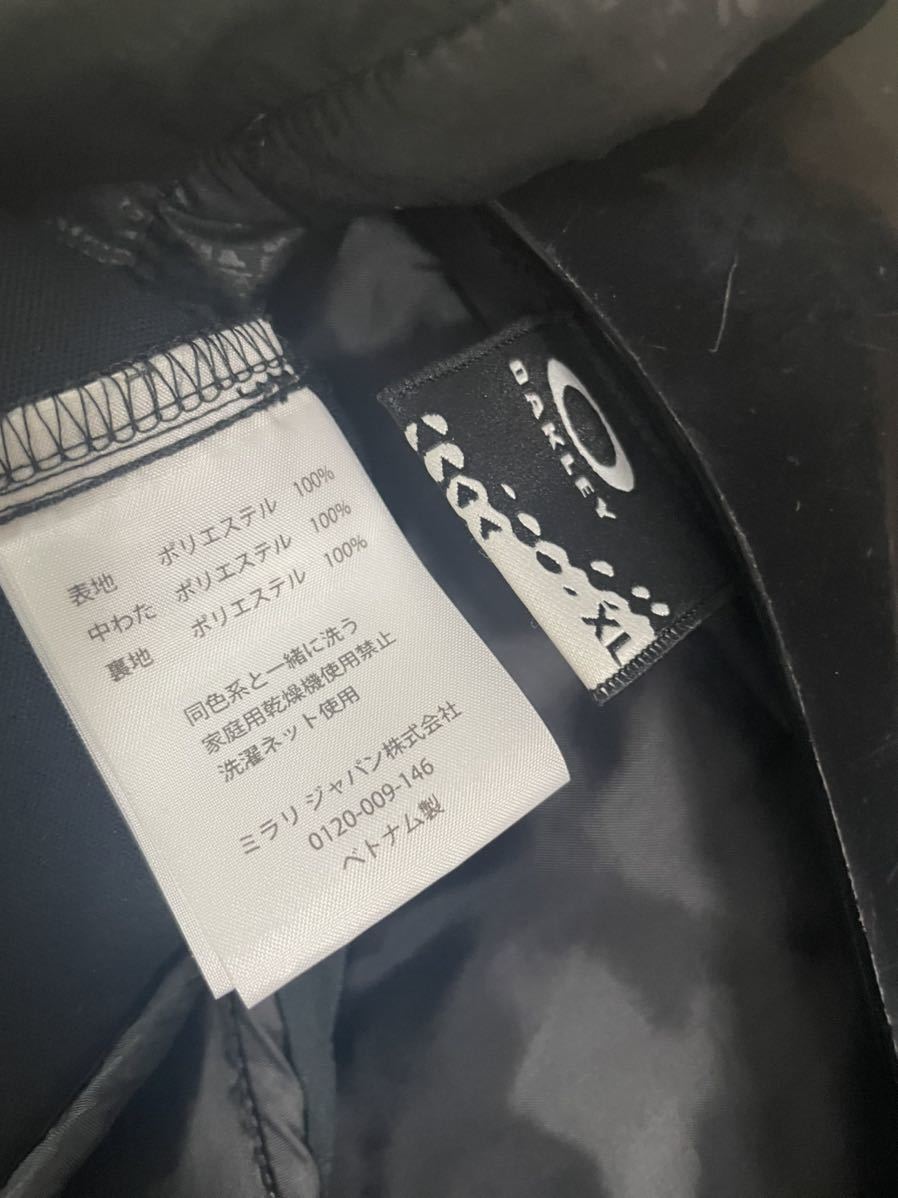 表地 ポリエステル 100%
中わた ポリエステル 100%
裏地 ポリエステル 100%
同色系と一緒に洗う
家庭用乾燥機使用禁止
洗濯ネット使用
ミラリ ジャパン株式会社
0120-009-146
ベトナム製
OAKLEY
XL